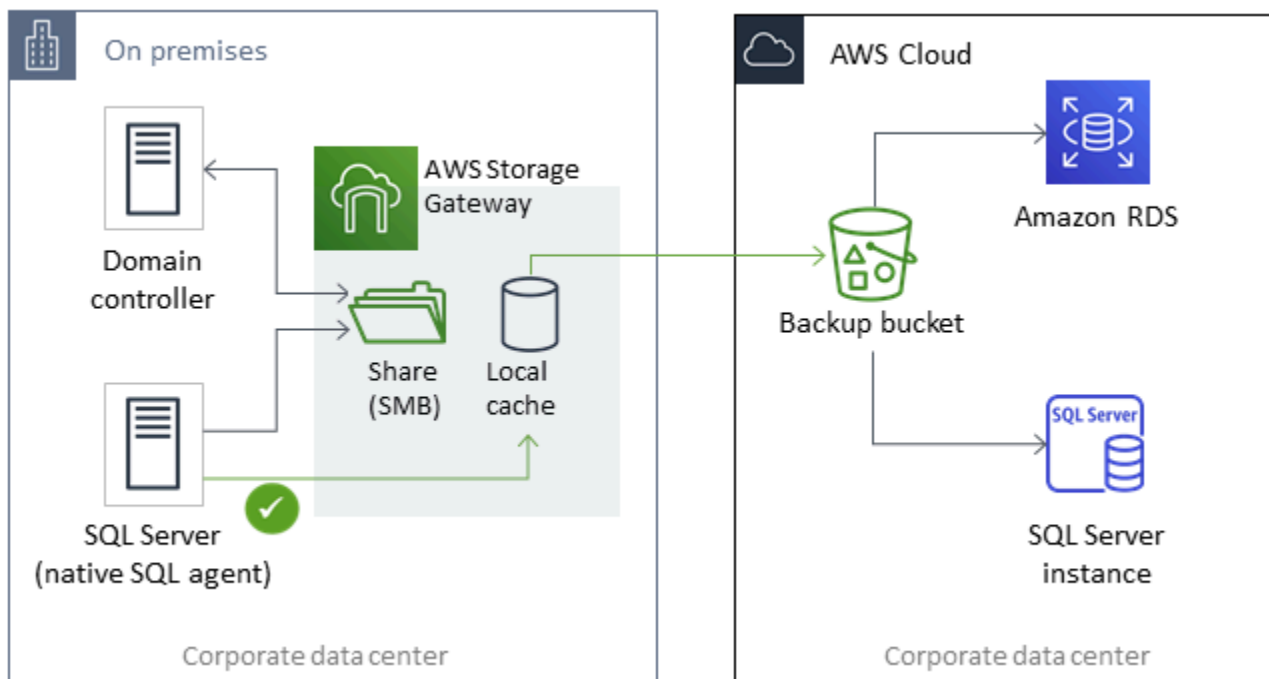 On premises
Domain
controller
AWS Storage
Gateway
Share
(SMB)
Local
cache
SQL Server
(native SQL agent)
Corporate data center
AWS Cloud
Amazon RDS
Backup bucket
SQL Server
SQL Server
instance
Corporate data center